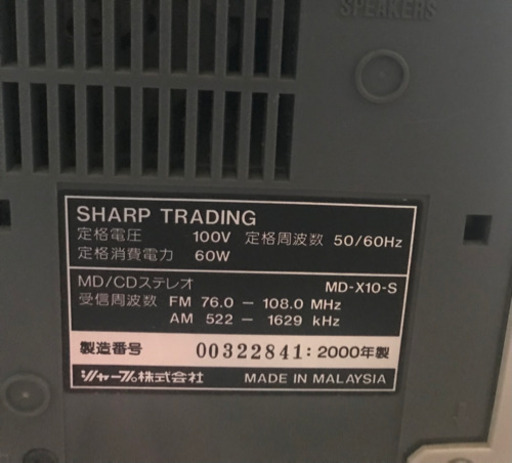 SPEAKERS
SHARP TRADING
定格電圧 100V 定格周波数 50/60Hz
定格消費電力 60W
MD/CDステレオ MD-X10-S
受信周波数 FM 76.0 − 108.0 MHz
AM 522 − 1629 kHz
製造番号 00322841: 2000年製
シャープ株式会社 MADE IN MALAYSIA